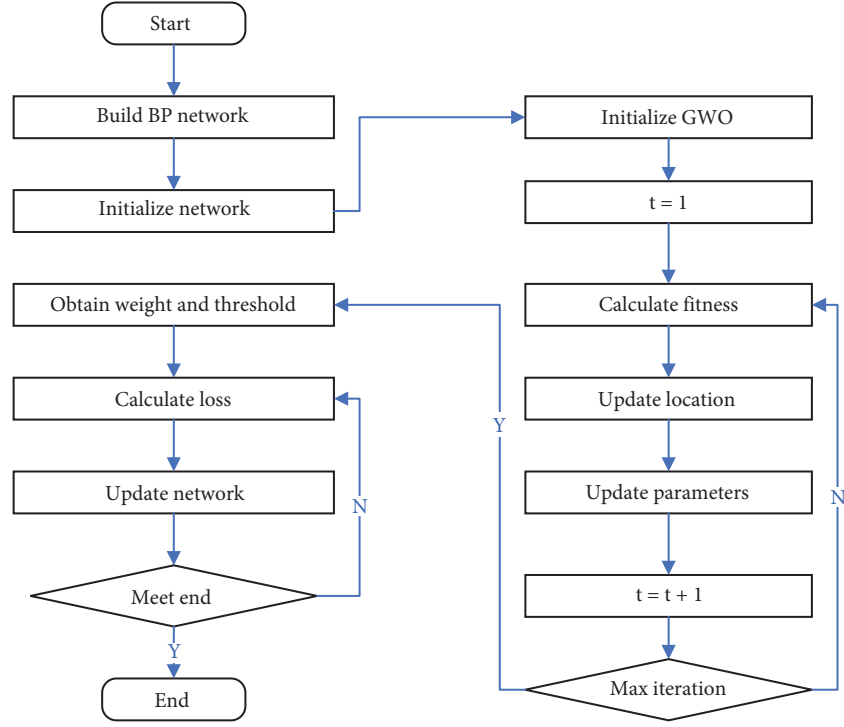 Start
Build BP network
Initialize network
Initialize GWO
t = 1
Calculate fitness
Update location
Update parameters
t = t + 1
Max iteration
N
Y
Obtain weight and threshold
Calculate loss
Update network
Meet end
N
Y
End